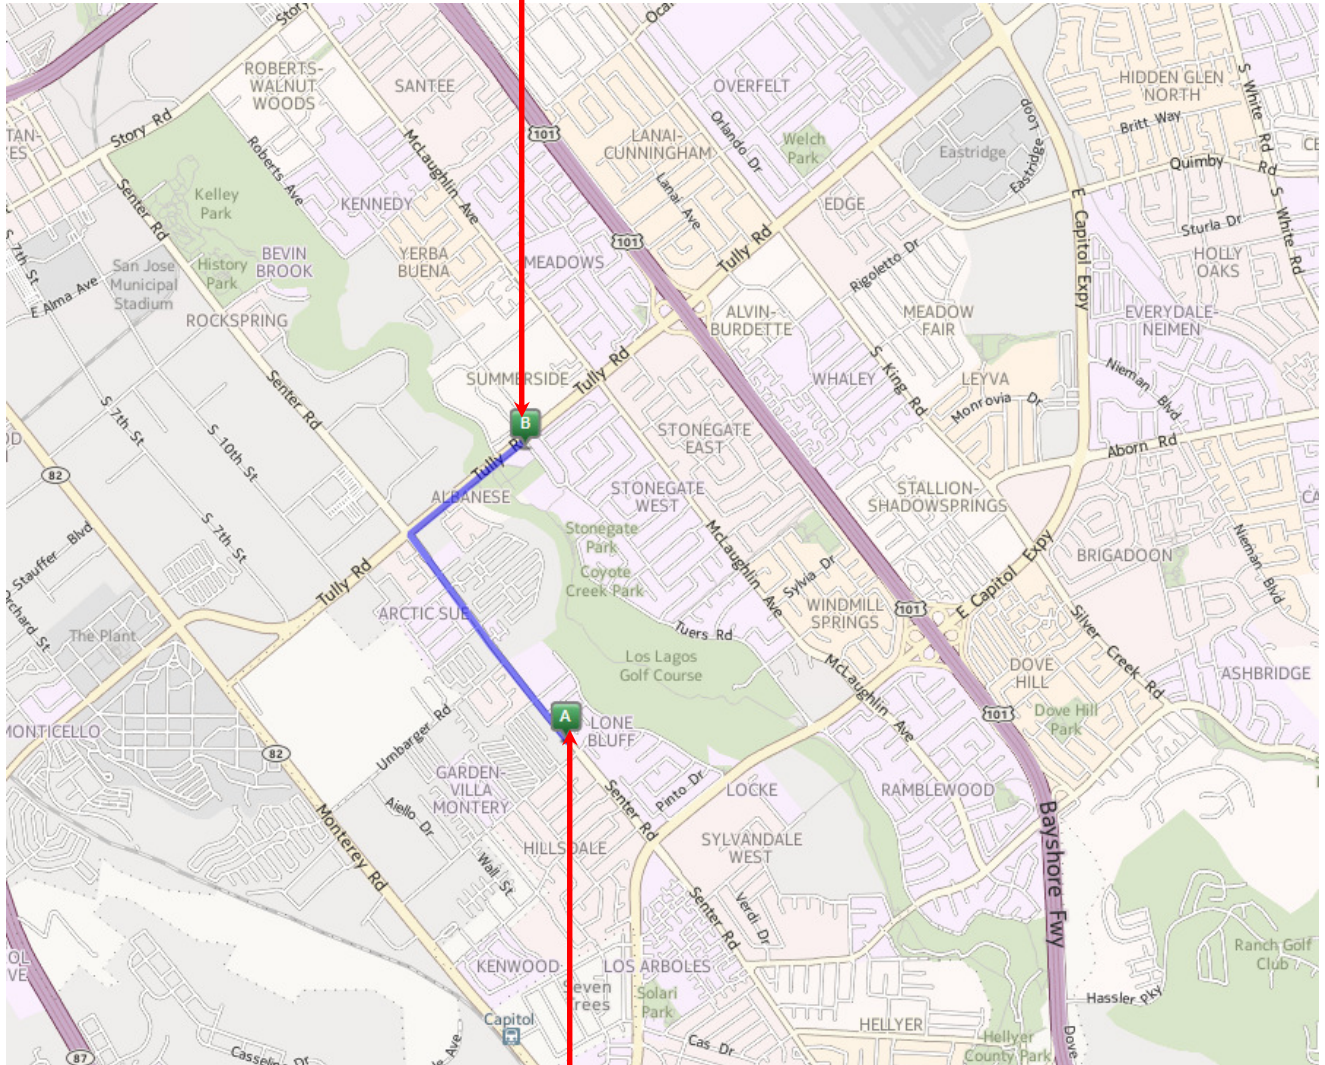 Story
Ocal
ROBERTS-
WALNUT
WOODS
SANTEE
OVERFELT
HIDDEN GLEN
NORTH
S White Rd
Britt Way
Story Rd
101
LANAI-
CUNNINGHAM
Orlando Dr
Welch
Park
Eastridge
Eastridge Loop
Quimby Rd
Roberts Ave
McLaughlin Ave
Kelley
Park
Senter Rd
KENNEDY
Lanai Ave
EDGE
E Capitol Expy
S White Rd
Sturla Dr
HOLLY
OAKS
S 7th St
E Alma Ave
San Jose
Municipal
Stadium
History
Park
BEVIN
BROOK
YERBA
BUENA
MEADOWS
101
Tully Rd
Rigoletto Dr
ROCKSPRING
ALVIN-
BURDETTE
MEADOW
FAIR
EVERYDALE-
NEIMEN
SUMMERSIDE
Tully Rd
WHALEY
S King Rd
LEYVA
Monrovia Dr
Nieman Blvd
Senter Rd
S 7th St
S 10th St
B
Tully R
STONEGATE
EAST
Aborn Rd
82
ALBANESE
STONEGATE
WEST
STALLION-
SHADOWSPRINGS
Stauffer Blvd
S 7th St
Stonegate
Park
Coyote
Creek Park
McLaughlin Ave
Sylvia Dr
E Capitol Expy
BRIGADOON
Nieman Blvd
Orchard St
Tully Rd
ARCTIC SUE
WINDMILL
SPRINGS
101
Silver Creek Rd
The Plant
Tuers Rd
Los Lagos
Golf Course
McLaughlin Ave
DOVE
HILL
ASHBRIDGE
MONTICELLO
Umbarger Rd
A
LONE
BLUFF
101
Dove Hill
Park
82
GARDEN-
VILLA
MONTERY
Pinto Dr
LOCKE
RAMBLEWOOD
Aiello Dr
Senter Rd
Monterey Rd
HILLSDALE
SYLVANDALE
WEST
Bayshore Fwy
Wall St
Senter Rd
Verdi Dr
KENWOOD
LOS ARBOLES
Ranch Golf
Club
Seven
Trees
Solari
Park
Hassler Pky
Capitol
HELLYER
Hellyer
County Park
Dove
87
Casselino Dr
Cas Dr